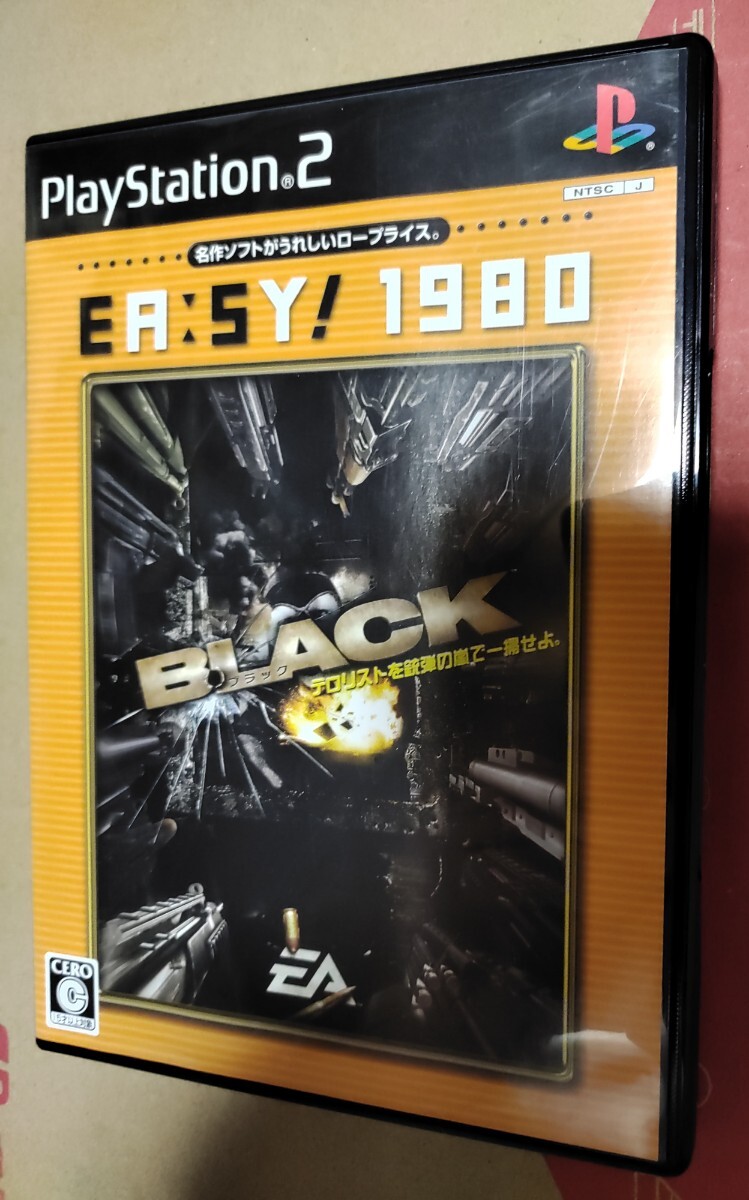 PlayStation®2
NTSC J
名作ソフトがうれしいロープライス。
EA:SY! 1980
BLACK
ブラック
テロリストを銃弾の嵐で一掃せよ。
EA
CERO
C